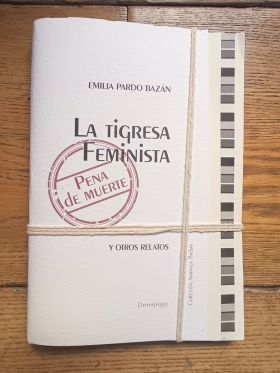 EMILIA PARDO BAZÁN
LA TIGRESA
FEMINISTA
PENA
DE MUERTE
Y OTROS RELATOS
Demipage